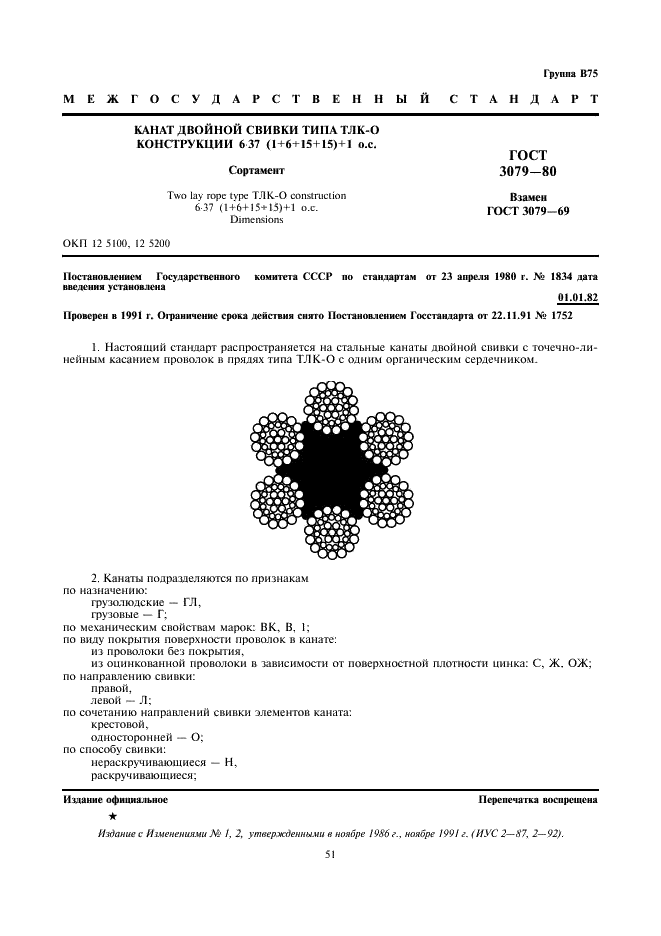 Группа В75
МЕЖГОСУДАРСТВЕННЫЙ СТАНДАРТ
КАНАТ ДВОЙНОЙ СВИВКИ ТИПА ТЛК-О
КОНСТРУКЦИИ 6·37 (1+6+15+15)+1 о.с.
Сортамент
Two lay rope type ТЛК-О construction
6·37 (1+6+15+15)+1 о.с.
Dimensions
ГОСТ
3079—80
Взамен
ГОСТ 3079—69
ОКП 12 5100, 12 5200
Постановлением Государственного комитета СССР по стандартам от 23 апреля 1980 г. № 1834 дата
введения установлена
01.01.82
Проверен в 1991 г. Ограничение срока действия снято Постановлением Госстандарта от 22.11.91 № 1752
1. Настоящий стандарт распространяется на стальные канаты двойной свивки с точечно-ли-
нейным касанием проволок в прядях типа ТЛК-О с одним органическим сердечником.
2. Канаты подразделяются по признакам
по назначению:
грузолюдские — ГЛ,
грузовые — Г;
по механическим свойствам марок: ВК, В, 1;
по виду покрытия поверхности проволок в канате:
из проволоки без покрытия,
из оцинкованной проволоки в зависимости от поверхностной плотности цинка: С, Ж, ОЖ;
по направлению свивки:
правой,
левой — Л;
по сочетанию направлений свивки элементов каната:
крестовой,
односторонней — О;
по способу свивки:
нераскручивающиеся — Н,
раскручивающиеся;
Издание официальное
Перепечатка воспрещена
★
Издание с Изменениями № 1, 2, утвержденными в ноябре 1986 г., ноябре 1991 г. (ИУС 2—87, 2—92).
51